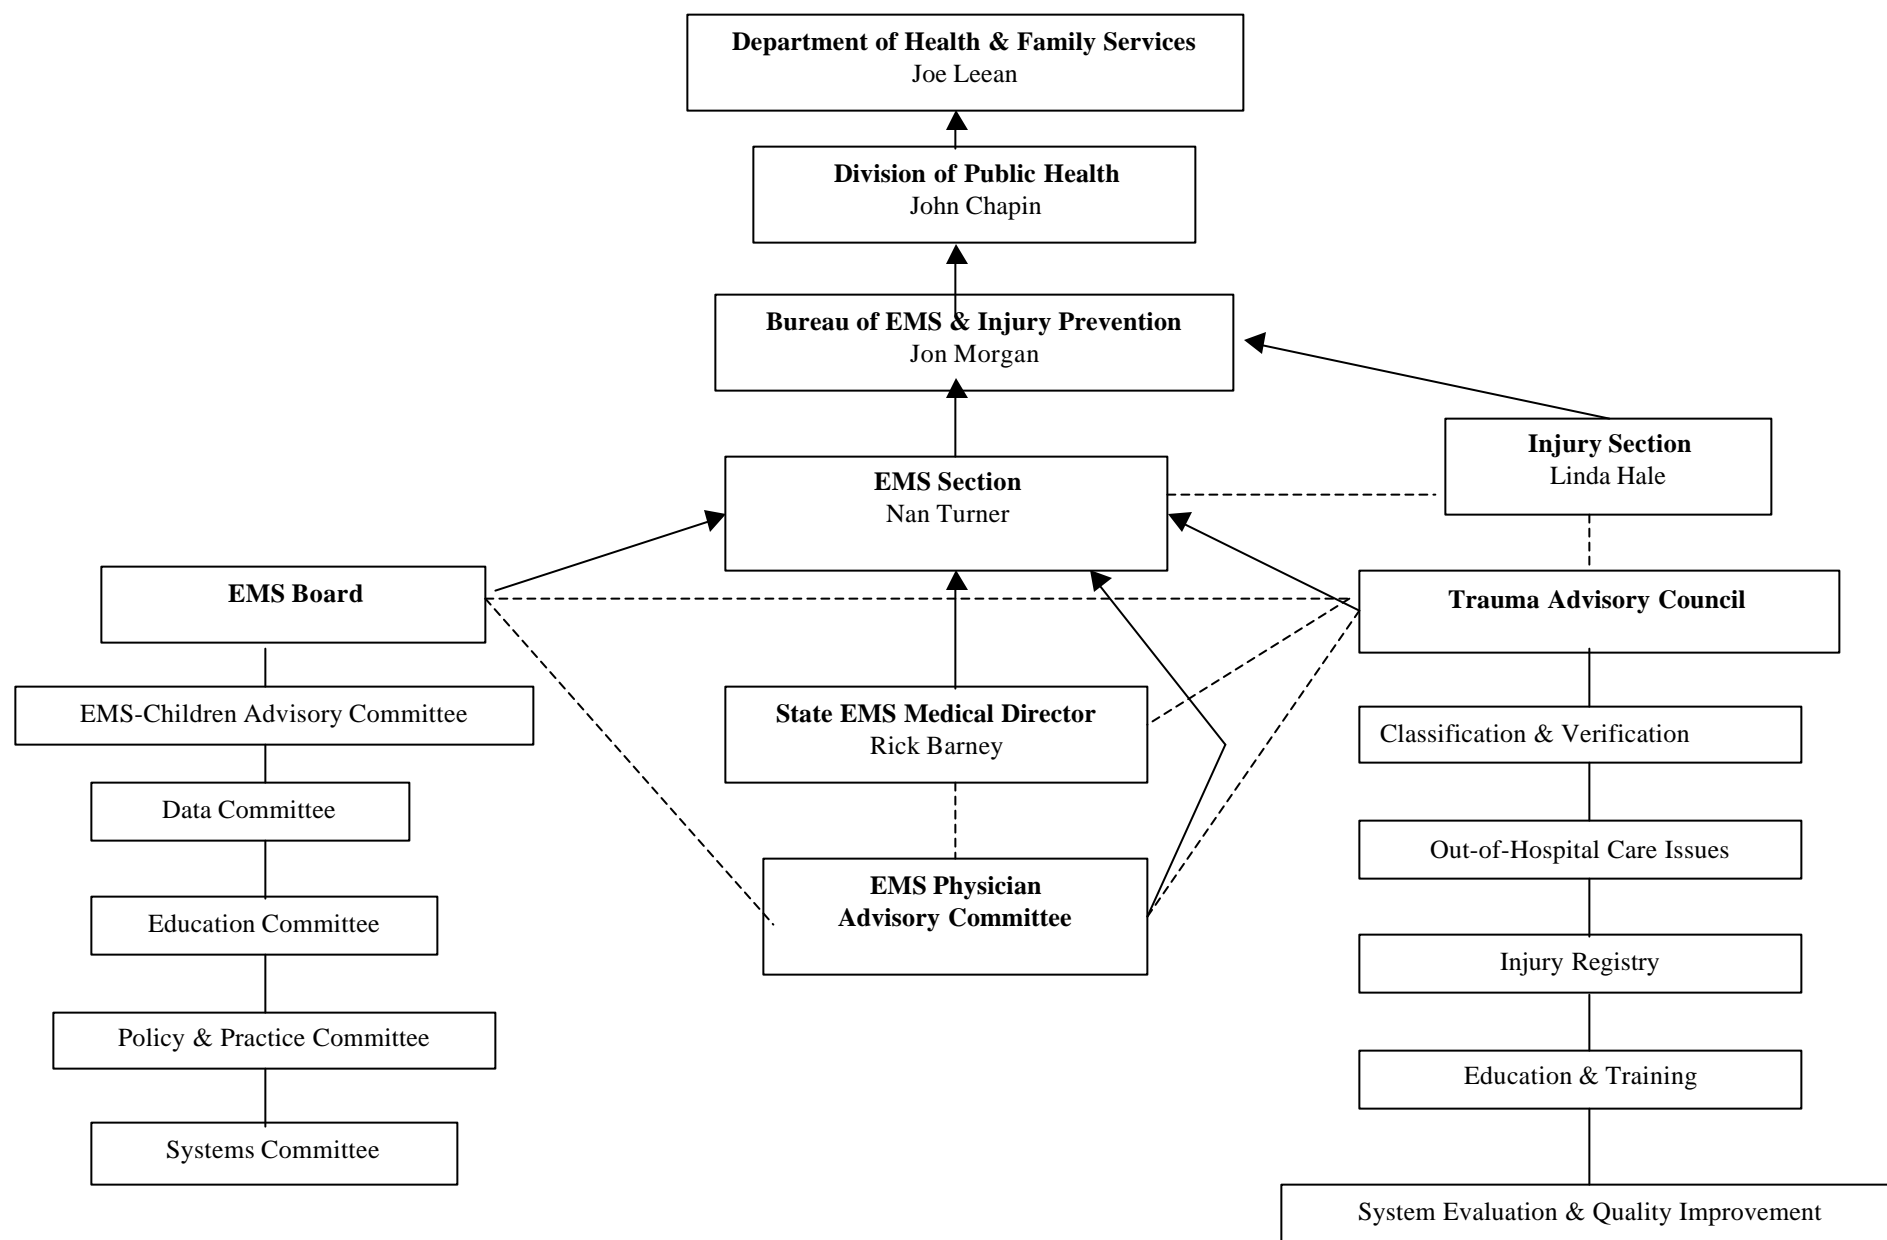 Department of Health & Family Services
Joe Leean
Division of Public Health
John Chapin
Bureau of EMS & Injury Prevention
Jon Morgan
Injury Section
Linda Hale
EMS Section
Nan Turner
EMS Board
Trauma Advisory Council
EMS-Children Advisory Committee
State EMS Medical Director
Rick Barney
Classification & Verification
Data Committee
Out-of-Hospital Care Issues
EMS Physician
Advisory Committee
Education Committee
Injury Registry
Policy & Practice Committee
Education & Training
Systems Committee
System Evaluation & Quality Improvement